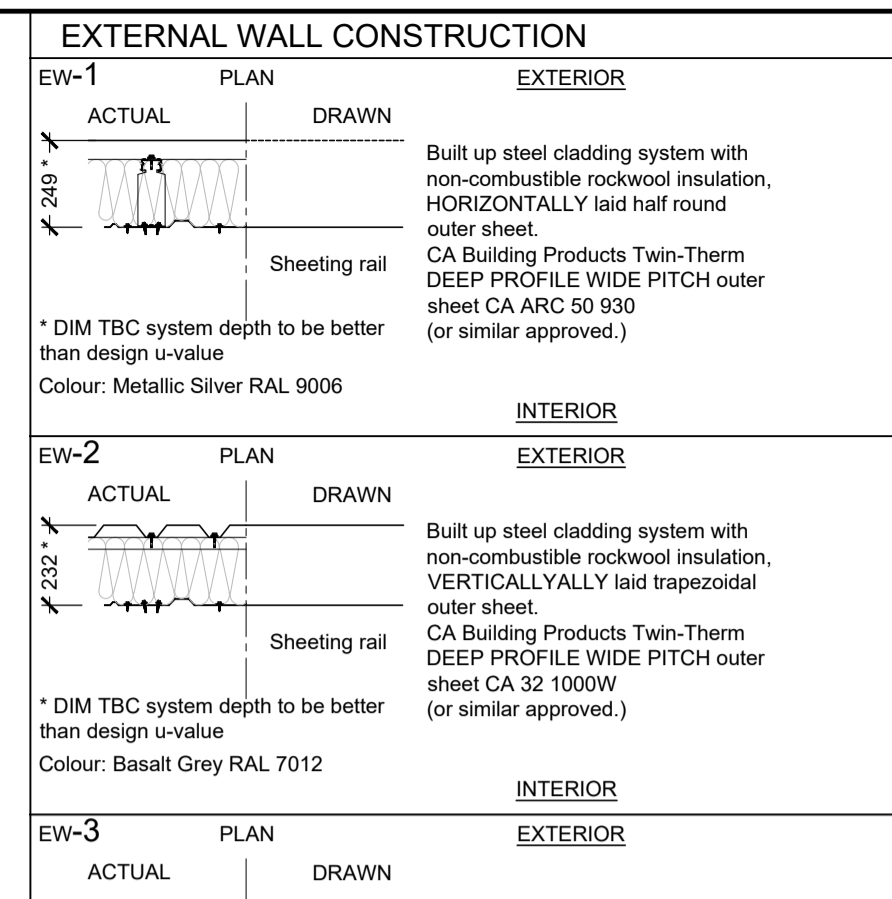 EXTERNAL WALL CONSTRUCTION
EW-1 PLAN EXTERIOR
ACTUAL DRAWN
249 *
Built up steel cladding system with
non-combustible rockwool insulation,
HORIZONTALLY laid half round
outer sheet.
CA Building Products Twin-Therm
DEEP PROFILE WIDE PITCH outer
sheet CA ARC 50 930
(or similar approved.)
Sheeting rail
* DIM TBC system depth to be better
than design u-value
Colour: Metallic Silver RAL 9006
INTERIOR
EW-2 PLAN EXTERIOR
ACTUAL DRAWN
232 *
Built up steel cladding system with
non-combustible rockwool insulation,
VERTICALLYALLY laid trapezoidal
outer sheet.
CA Building Products Twin-Therm
DEEP PROFILE WIDE PITCH outer
sheet CA 32 1000W
(or similar approved.)
Sheeting rail
* DIM TBC system depth to be better
than design u-value
Colour: Basalt Grey RAL 7012
INTERIOR
EW-3 PLAN EXTERIOR
ACTUAL DRAWN